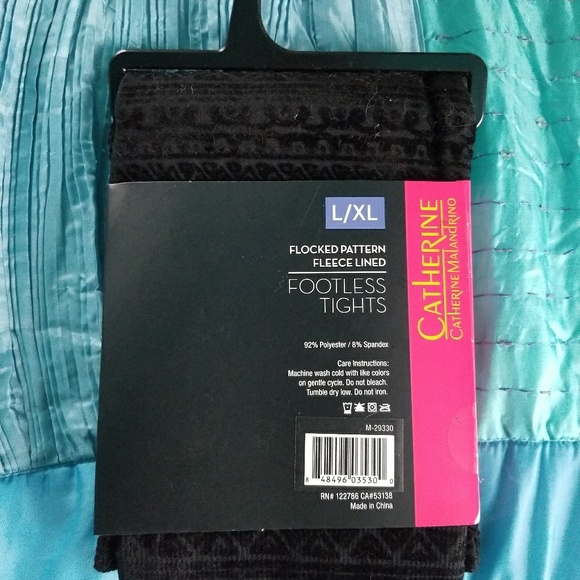 L/XL
FLOCKED PATTERN
FLEECE LINED
FOOTLESS
TIGHTS
92% Polyester / 8% Spandex
Care Instructions:
Machine wash cold with like colors
on gentle cycle. Do not bleach.
Tumble dry low. Do not iron.
M-29330
8 48496 03530 0
RN# 122786 CA#53138
Made in China
CATHERINE
CATHERINE MALANDRINO